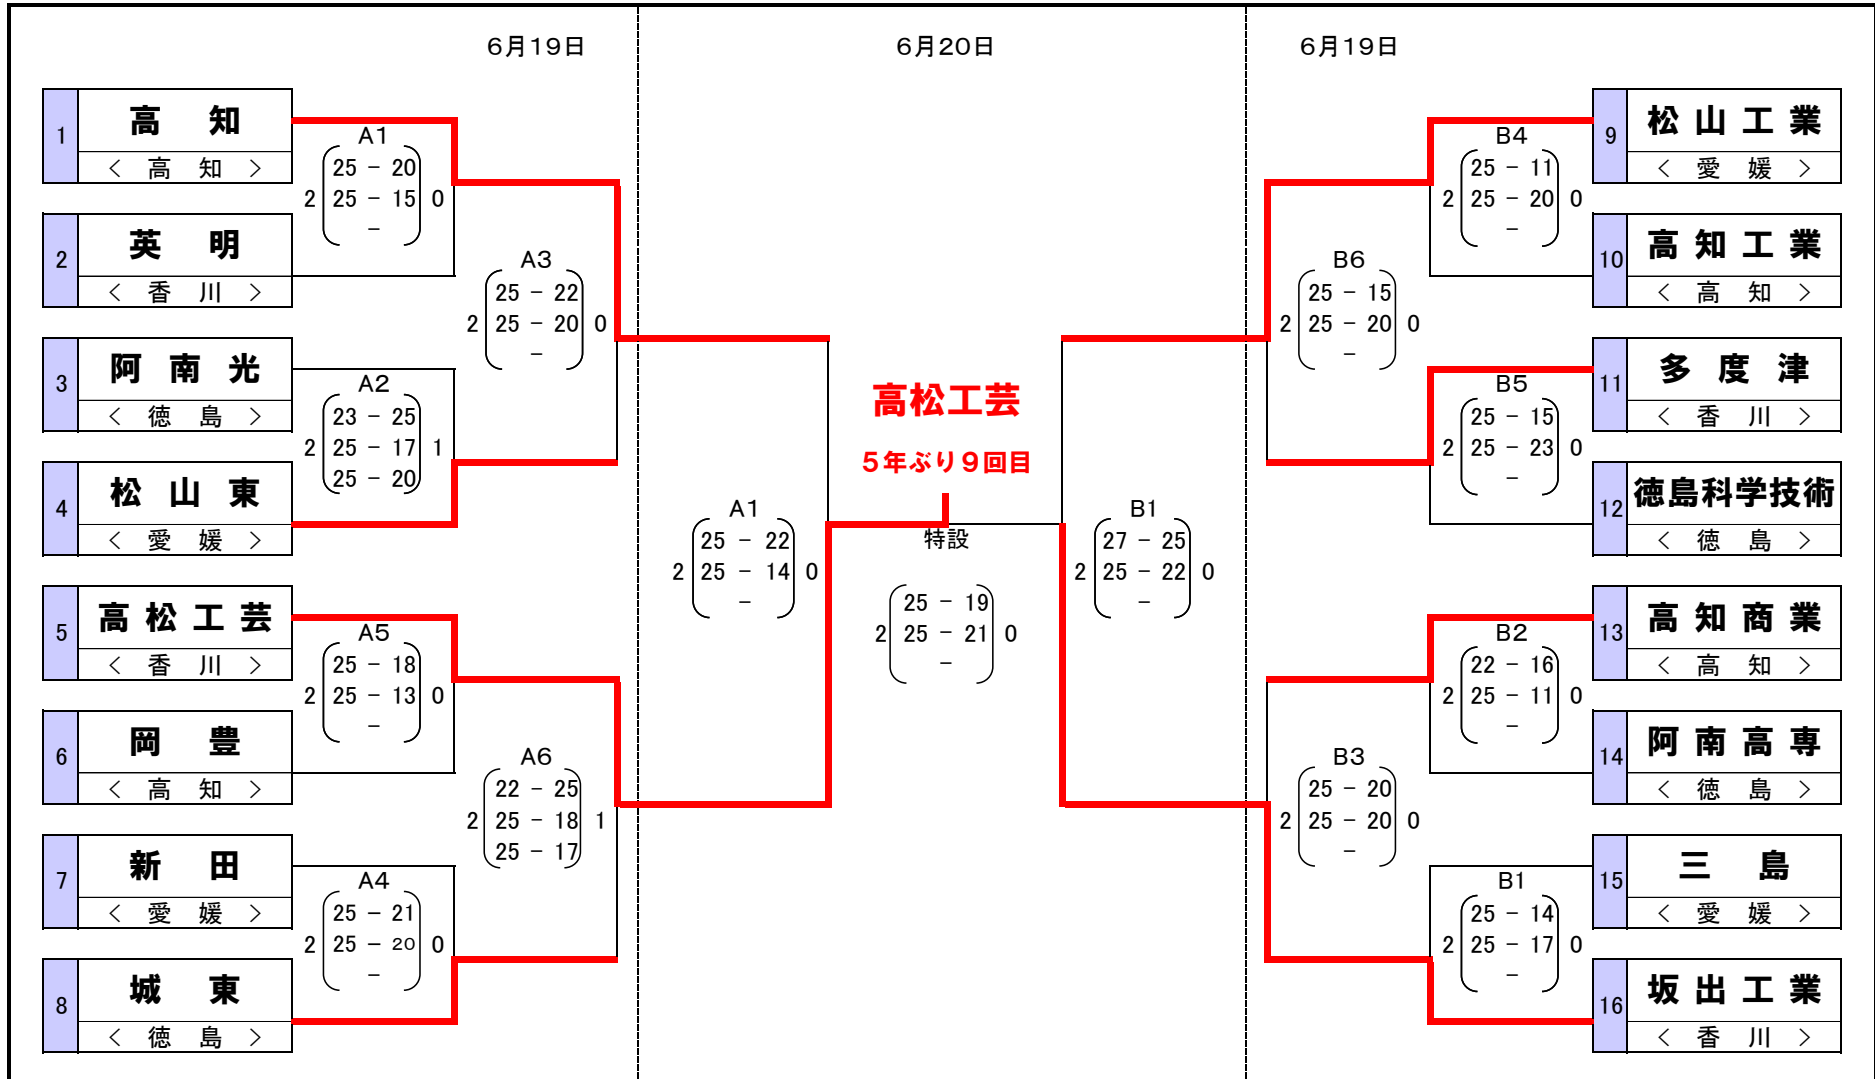 6月19日
6月20日
6月19日
1
高 知
< 高 知 >
2
英 明
< 香 川 >
3
阿 南 光
< 徳 島 >
4
松 山 東
< 愛 媛 >
5
高 松 工 芸
< 香 川 >
6
岡 豊
< 高 知 >
7
新 田
< 愛 媛 >
8
城 東
< 徳 島 >
A1
25 - 20
2 25 - 15 0
-
A2
23 - 25
2 25 - 17 1
25 - 20
A5
25 - 18
2 25 - 13 0
-
A4
25 - 21
2 25 - 20 0
-
A3
25 - 22
2 25 - 20 0
-
A6
22 - 25
2 25 - 18 1
25 - 17
A1
25 - 22
2 25 - 14 0
-
高松工芸
5年ぶり9回目
特設
25 - 19
2 25 - 21 0
-
B1
27 - 25
2 25 - 22 0
-
B6
25 - 15
2 25 - 20 0
-
B3
25 - 20
2 25 - 20 0
-
B4
25 - 11
2 25 - 20 0
-
B5
25 - 15
2 25 - 23 0
-
B2
22 - 16
2 25 - 11 0
-
B1
25 - 14
2 25 - 17 0
-
9
松 山 工 業
< 愛 媛 >
10
高 知 工 業
< 高 知 >
11
多 度 津
< 香 川 >
12
徳島科学技術
< 徳 島 >
13
高 知 商 業
< 高 知 >
14
阿 南 高 専
< 徳 島 >
15
三 島
< 愛 媛 >
16
坂 出 工 業
< 香 川 >